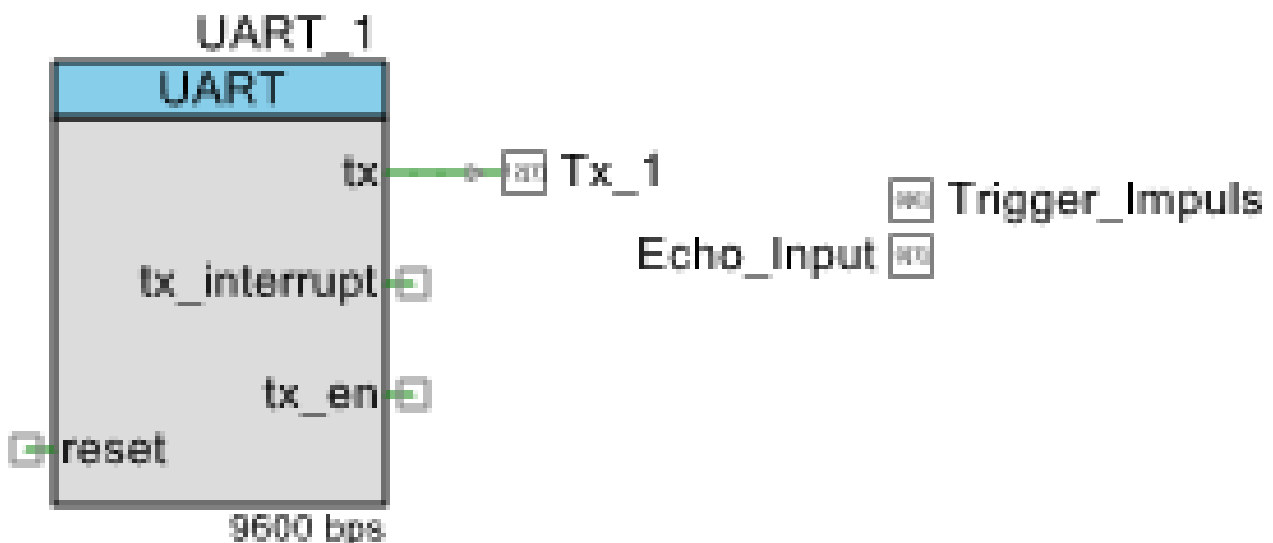 UART_1
UART
tx
Tx_1
Trigger_Impuls
Echo_Input
tx_interrupt
tx_en
reset
9600 bps